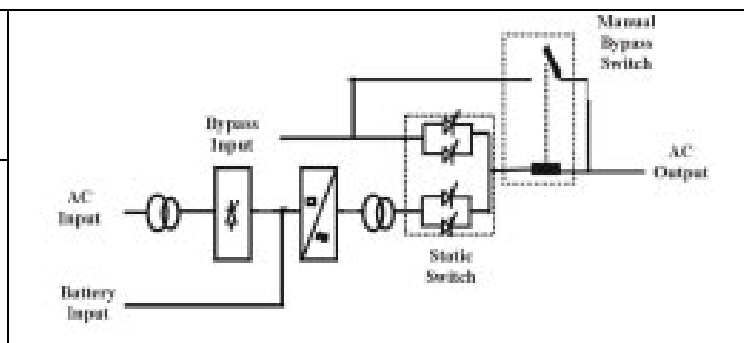 Manual
Bypass
Switch
Bypass
Input
AC
Output
AC
Input
Static
Switch
Battery
Input